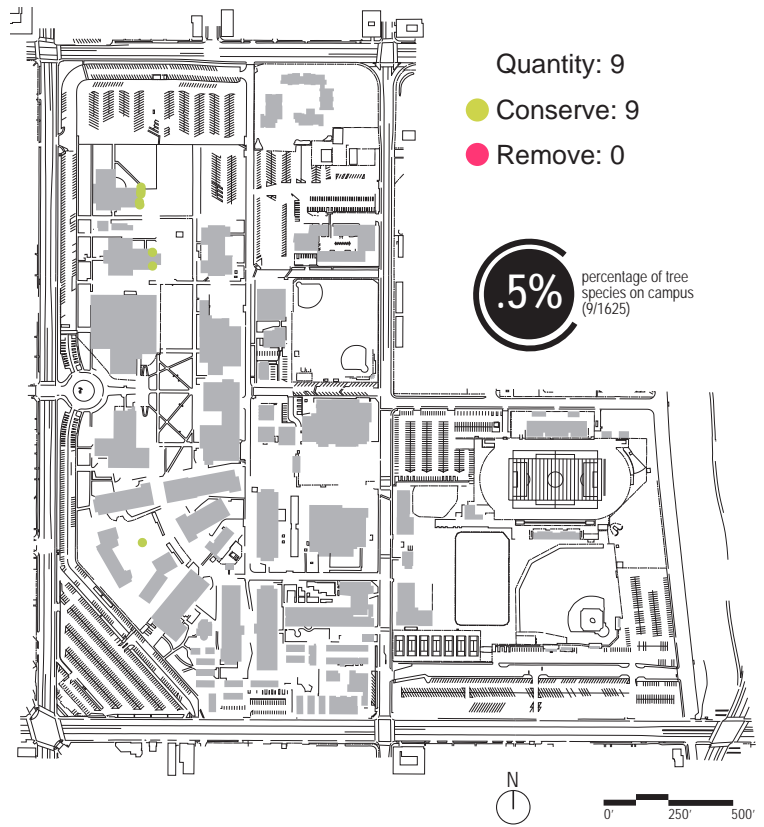 Quantity: 9
Conserve: 9
Remove: 0
.5%
percentage of tree
species on campus
(9/1625)
N
0' 250' 500'